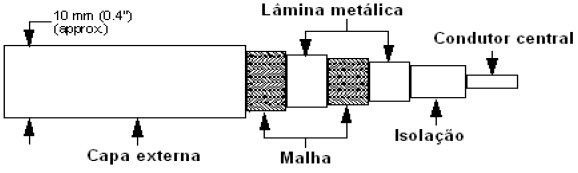 10 mm (0.4")
(approx.)
Lâmina metálica
Condutor central
Capa externa
Malha
Isolação